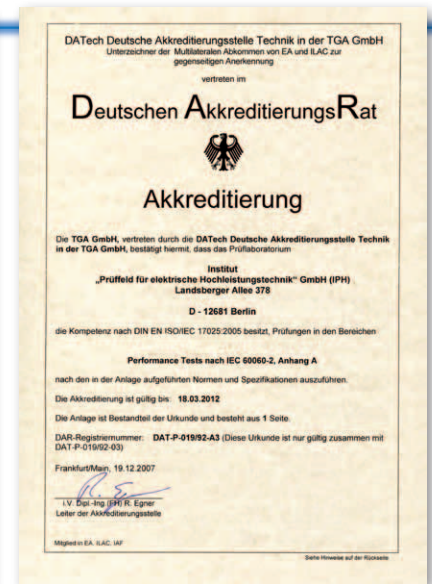 DATech Deutsche Akkreditierungsstelle Technik in der TGA GmbH
Unterzeichner der Multilateralen Abkommen von EA und ILAC zur
gegenseitigen Anerkennung
vertreten im
Deutschen AkkreditierungsRat
Akkreditierung
Die TGA GmbH, vertreten durch die DATech Deutsche Akkreditierungsstelle Technik
in der TGA GmbH, bestätigt hiermit, dass das Prüflaboratorium
Institut
„Prüffeld für elektrische Hochleistungstechnik“ GmbH (IPH)
Landsberger Allee 378
D - 12681 Berlin
die Kompetenz nach DIN EN ISO/IEC 17025:2005 besitzt, Prüfungen in den Bereichen
Performance Tests nach IEC 60060-2, Anhang A
nach den in der Anlage aufgeführten Normen und Spezifikationen auszuführen.
Die Akkreditierung ist gültig bis: 18.03.2012
Die Anlage ist Bestandteil der Urkunde und besteht aus 1 Seite.
DAR-Registriernummer: DAT-P-019/92-A3 (Diese Urkunde ist nur gültig zusammen mit
DAT-P-019/92-03)
Frankfurt/Main, 19.12.2007
i.V. Dipl.-Ing.(FH) R. Egner
Leiter der Akkreditierungsstelle
Mitglied in EA, ILAC, IAF
Siehe Hinweise auf der Rückseite